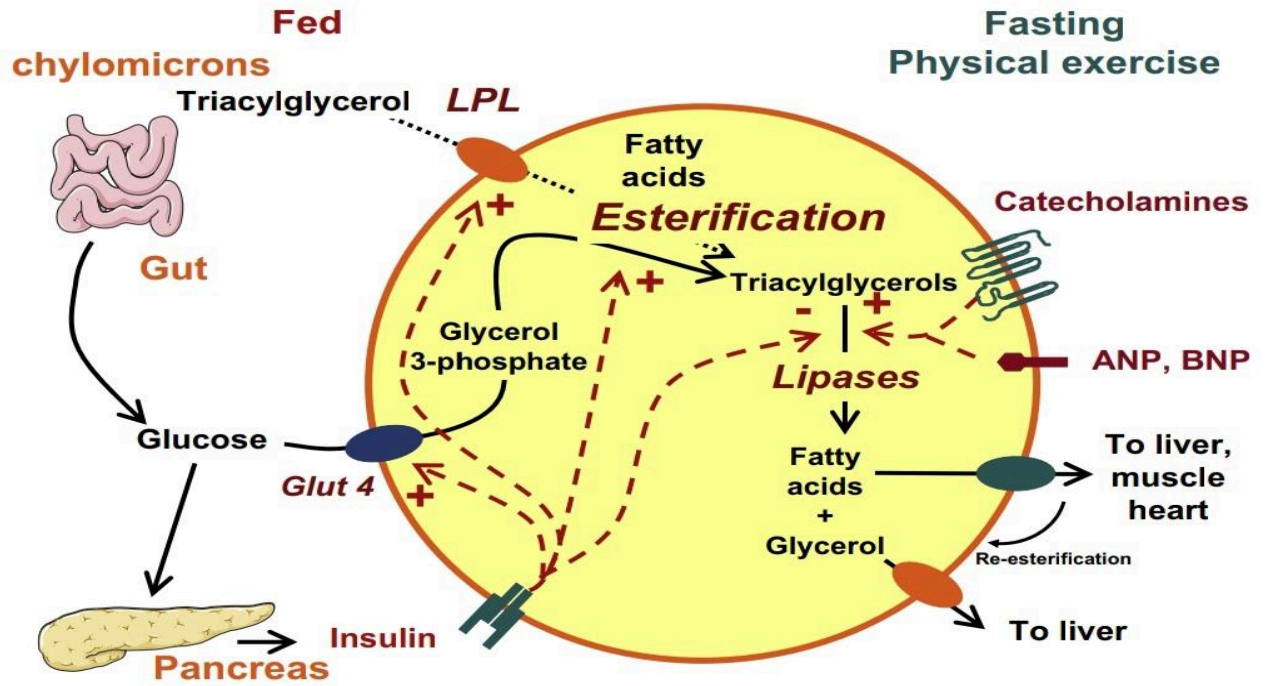 Fed
Fasting
Physical exercise
chylomicrons
Triacylglycerol
LPL
Fatty
acids
Esterification
Catecholamines
Gut
+
+
Triacylglycerols
-
+
Glycerol
3-phosphate
Lipases
ANP, BNP
Glucose
Glut 4
+
Fatty
acids
+
Glycerol
To liver,
muscle
heart
Re-esterification
To liver
Insulin
Pancreas